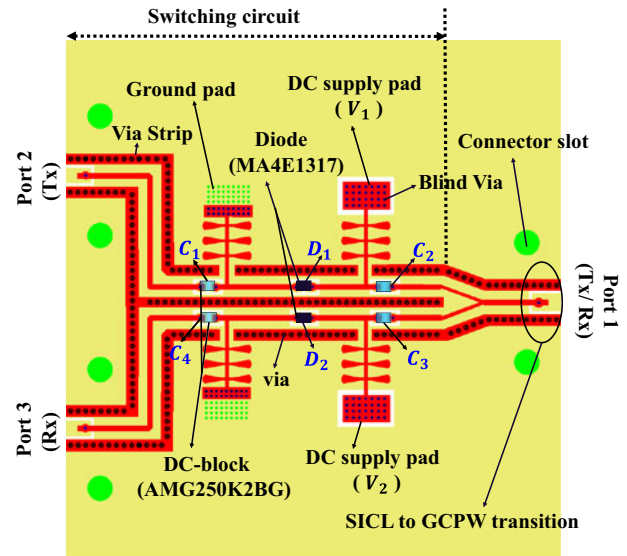 Switching circuit
DC supply pad
( V₁ )
Ground pad
Via Strip
Diode
(MA4E1317)
Connector slot
Blind Via
Port 2
(Tx)
C₁
D₁
C₂
Port 1
(Tx/ Rx)
C₄
D₂
C₃
via
Port 3
(Rx)
DC-block
(AMG250K2BG)
DC supply pad
( V₂ )
SICL to GCPW transition